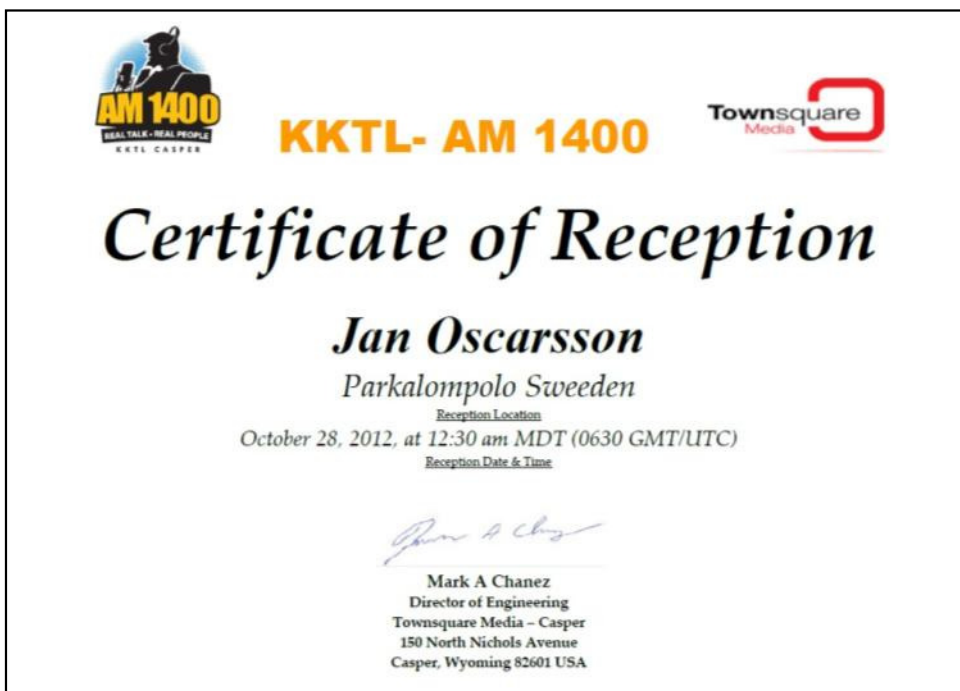 AM 1400
REAL TALK - REAL PEOPLE
KKTL CASPER
KKTL- AM 1400
Townsquare
Media
Certificate of Reception
Jan Oscarsson
Parkalompolo Sweeden
Reception Location
October 28, 2012, at 12:30 am MDT (0630 GMT/UTC)
Reception Date & Time
Mark A Chanez
Director of Engineering
Townsquare Media – Casper
150 North Nichols Avenue
Casper, Wyoming 82601 USA